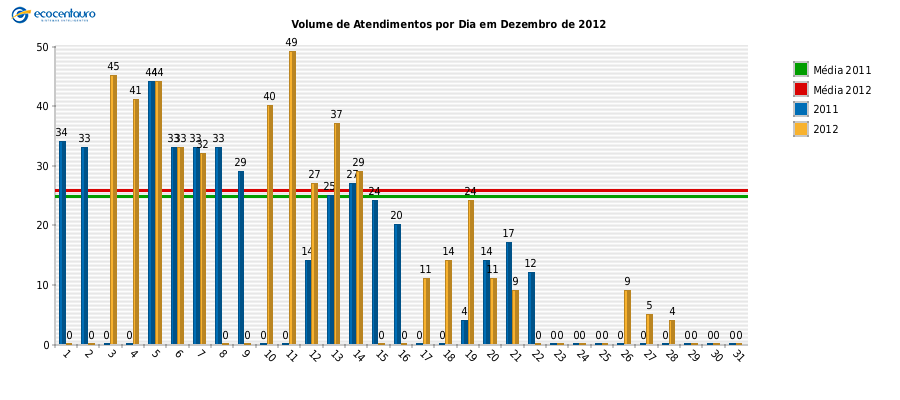 ecocentauro
Volume de Atendimentos por Dia em Dezembro de 2012
Média 2011
Média 2012
2011
2012
50
40
30
20
10
0
34 0 33 0 0 45 0 41 44 44 33 33 33 32 33 0 29 0 0 40 0 49 14 27 25 37 27 29 24 0 20 0 0 11 0 14 4 24 14 11 17 9 12 0 0 0 0 0 0 0 0 9 0 5 0 4 0 0 0 0 0 0
1 2 3 4 5 6 7 8 9 10 11 12 13 14 15 16 17 18 19 20 21 22 23 24 25 26 27 28 29 30 31